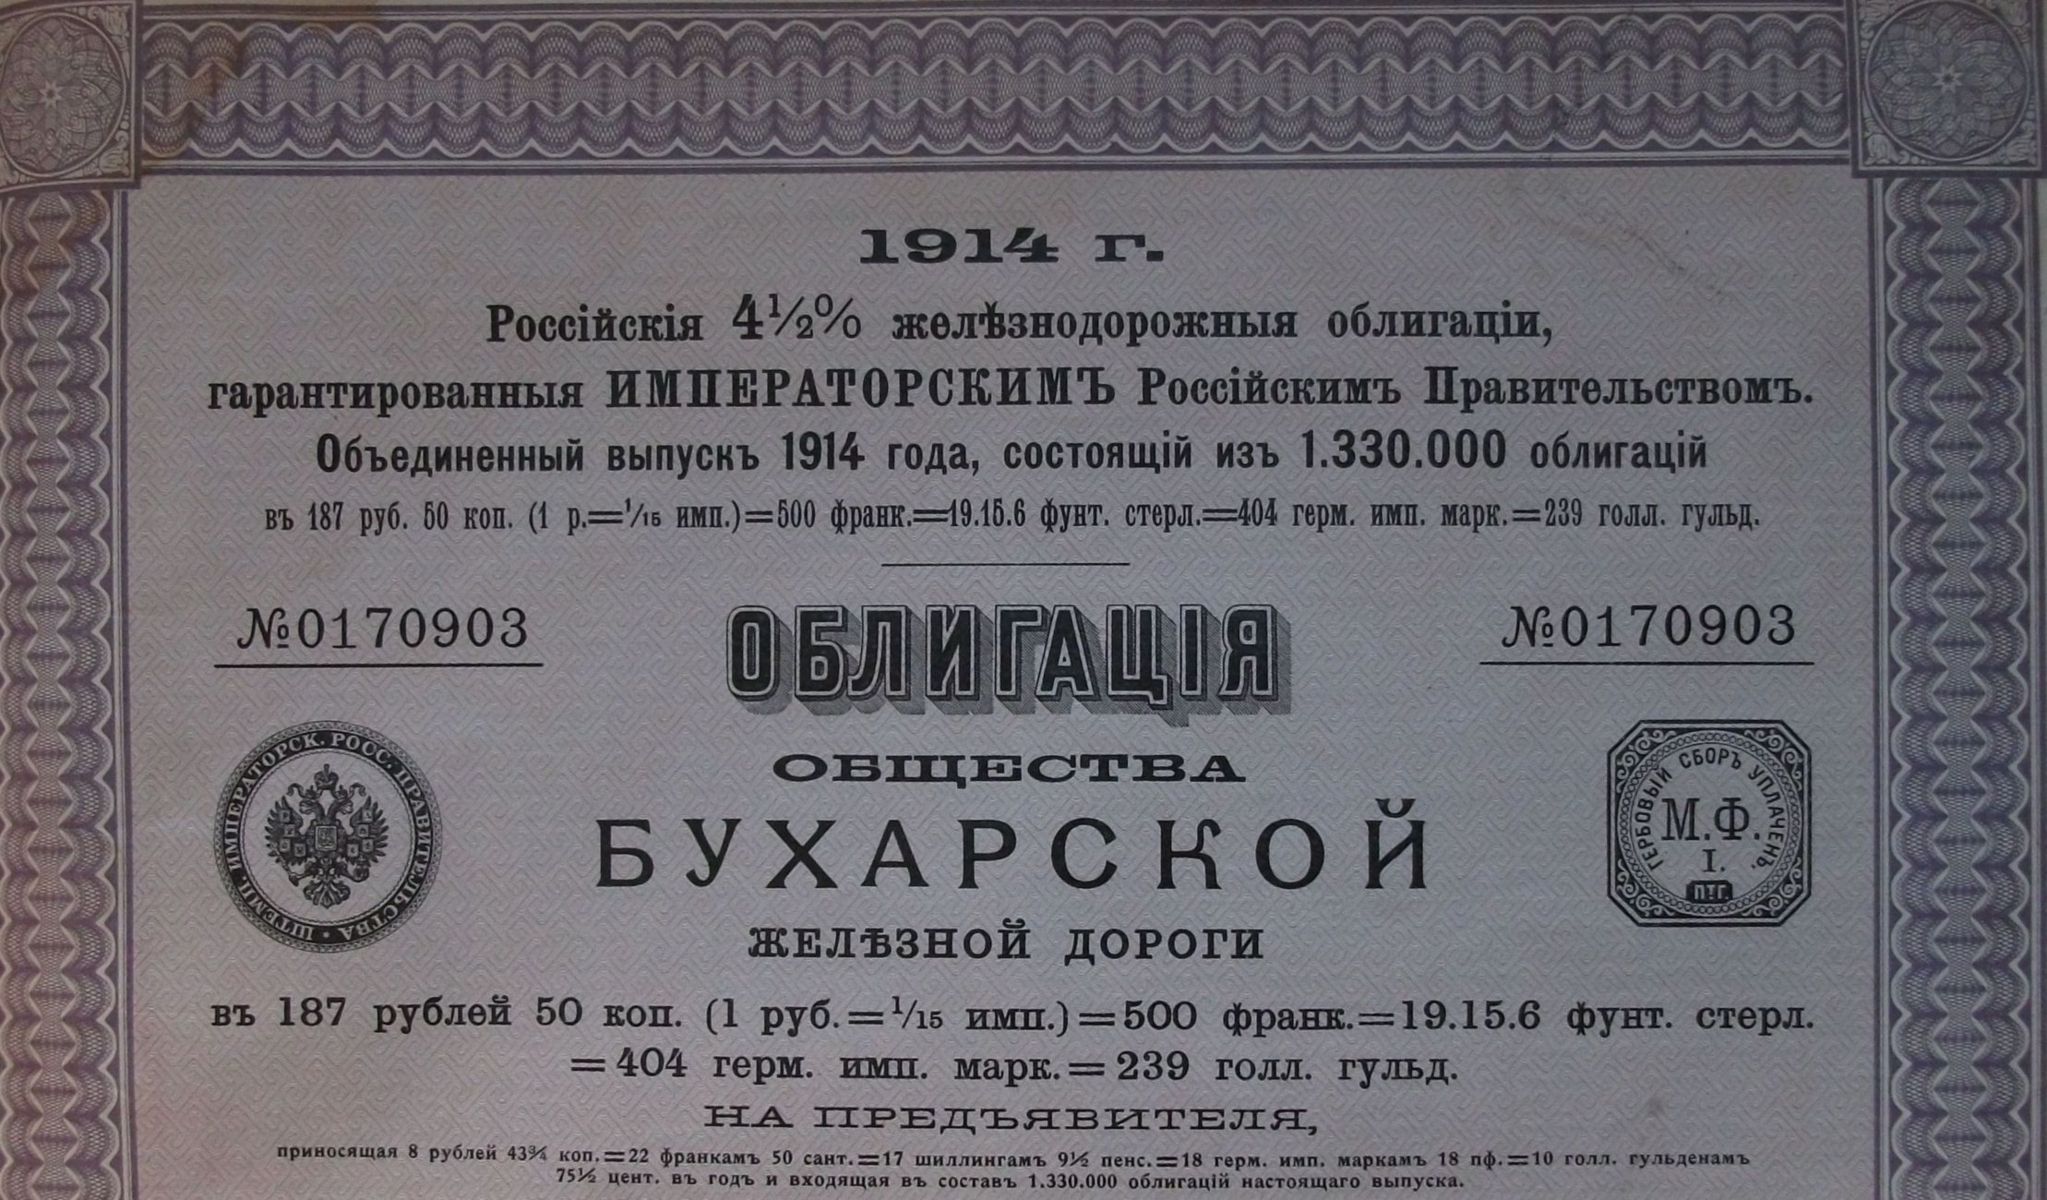 1914 г.
Россійскія 4½% желѣзнодорожныя облигаціи,
гарантированныя ИМПЕРАТОРСКИМЪ Россійскимъ Правительствомъ.
Объединенный выпускъ 1914 года, состоящій изъ 1.330.000 облигацій
въ 187 руб. 50 коп. (1 р.=1/15 имп.)=500 франк.=19.15.6 фунт. стерл.=404 герм. имп. марк.=239 голл. гульд.
№0170903
ОБЛИГАЦІЯ
№0170903
ОБЩЕСТВА
БУХАРСКОЙ
ЖЕЛѢЗНОЙ ДОРОГИ
ШТЕМП. ИМПЕРАТОРСК. РОСС. ПРАВИТЕЛЬСТВА
ГЕРБОВЫЙ СБОРЪ УПЛАЧЕНЪ.
М.Ф.
I.
ПТГ.
въ 187 рублей 50 коп. (1 руб.=1/15 имп.)=500 франк.=19.15.6 фунт. стерл.
=404 герм. имп. марк.=239 голл. гульд.
НА ПРЕДЪЯВИТЕЛЯ,
приносящая 8 рублей 43¾ коп.=22 франкамъ 50 сант.=17 шиллингамъ 9½ пенс.=18 герм. имп. маркамъ 18 пф.=10 голл. гульденамъ
75½ цент. въ годъ и входящая въ составъ 1.330.000 облигацій настоящаго выпуска.